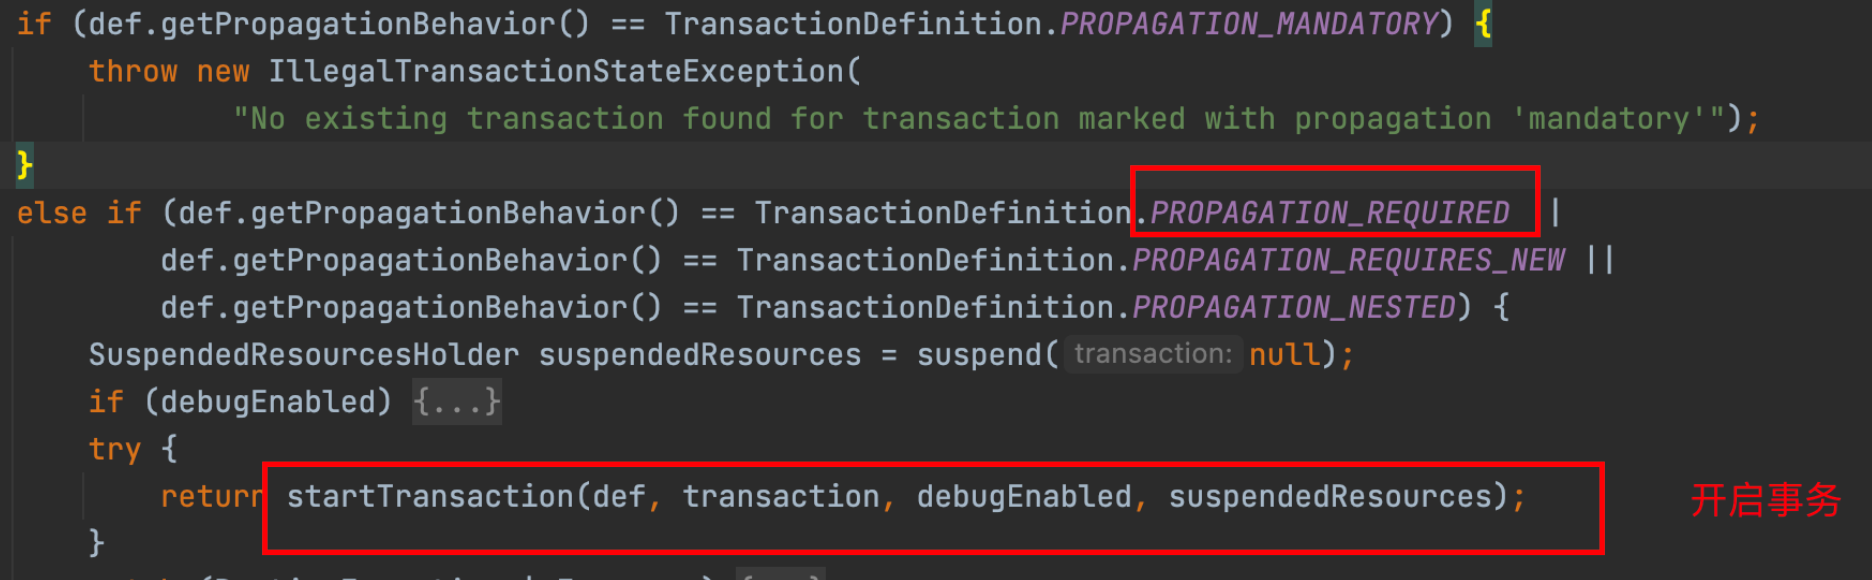 if (def.getPropagationBehavior() == TransactionDefinition.PROPAGATION_MANDATORY) {
throw new IllegalTransactionStateException(
"No existing transaction found for transaction marked with propagation 'mandatory'");
}
else if (def.getPropagationBehavior() == TransactionDefinition.PROPAGATION_REQUIRED |
def.getPropagationBehavior() == TransactionDefinition.PROPAGATION_REQUIRES_NEW ||
def.getPropagationBehavior() == TransactionDefinition.PROPAGATION_NESTED) {
SuspendedResourcesHolder suspendedResources = suspend( transaction: null);
if (debugEnabled) {...}
try {
return startTransaction(def, transaction, debugEnabled, suspendedResources);
开启事务
}